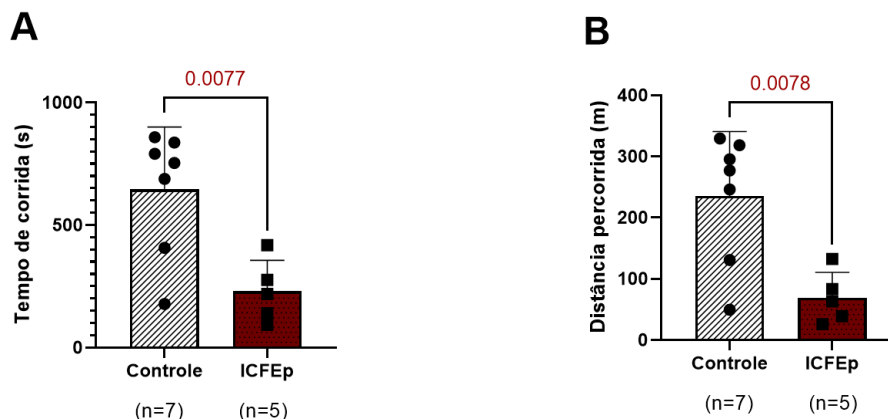 A
0.0077
Tempo de corrida (s)
1000
500
0
Controle
ICFEp
(n=7)
(n=5)
B
0.0078
Distância percorrida (m)
400
300
200
100
0
Controle
ICFEp
(n=7)
(n=5)